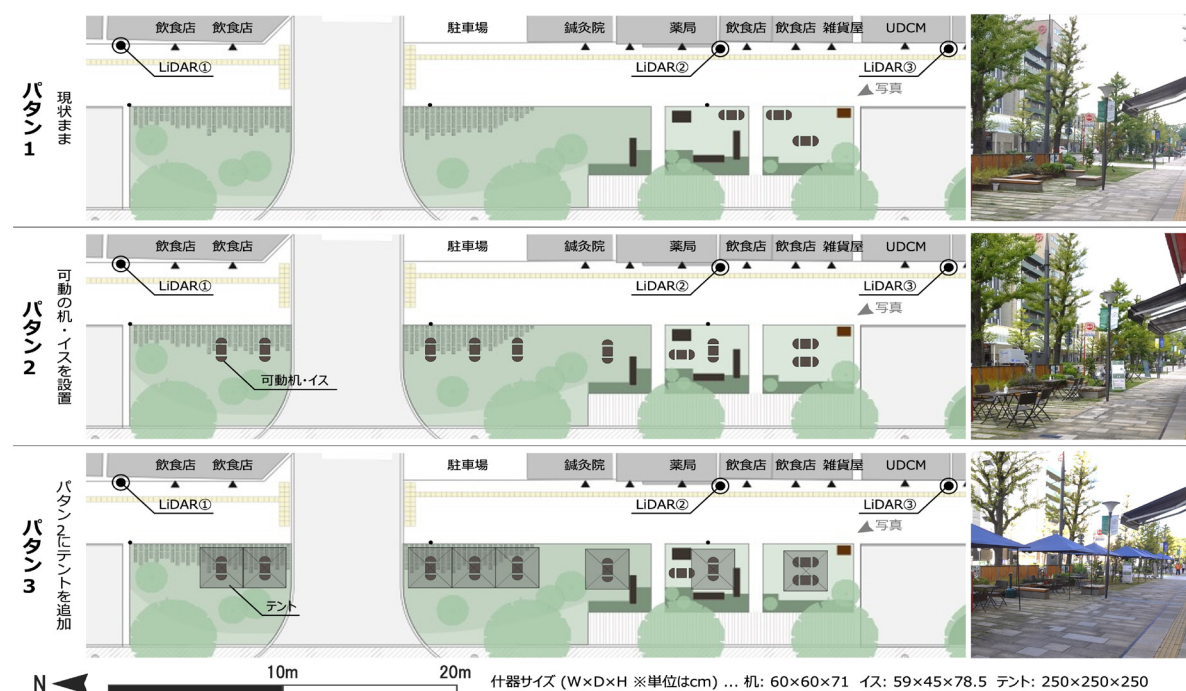 パタン1
現状まま
飲食店 飲食店 駐車場 鍼灸院 薬局 飲食店 飲食店 雑貨屋 UDCM
LiDAR① LiDAR② LiDAR③
写真
パタン2
可動の机・イスを設置
飲食店 飲食店 駐車場 鍼灸院 薬局 飲食店 飲食店 雑貨屋 UDCM
LiDAR① LiDAR② LiDAR③
写真
可動机・イス
パタン3
パタン2にテントを追加
飲食店 飲食店 駐車場 鍼灸院 薬局 飲食店 飲食店 雑貨屋 UDCM
LiDAR① LiDAR② LiDAR③
写真
テント
N 10m 20m
什器サイズ (W×D×H ※単位はcm) … 机: 60×60×71 イス: 59×45×78.5 テント: 250×250×250